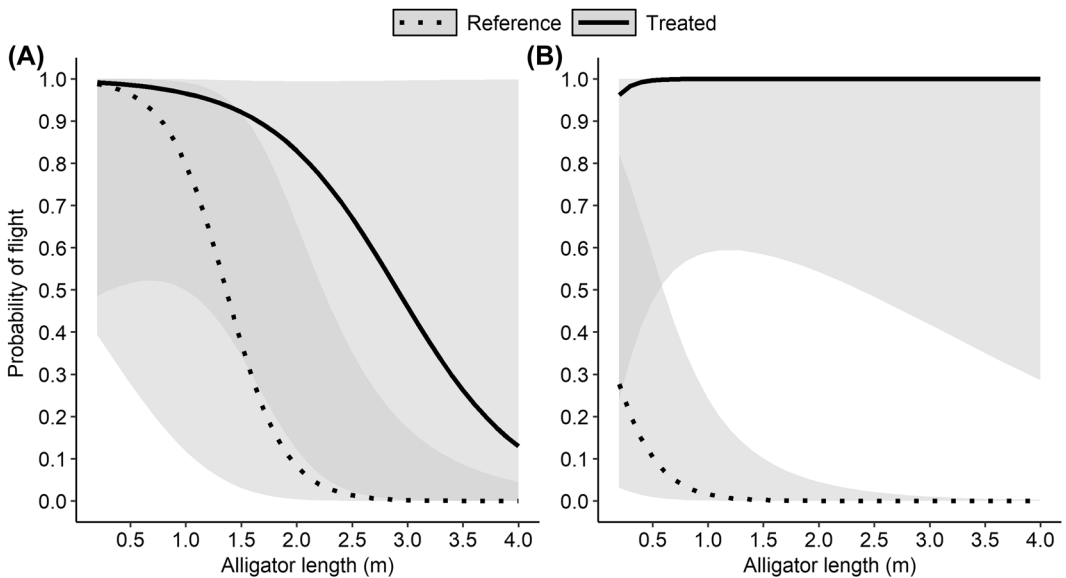 Reference Treated
(A) (B)
Probability of flight
1.0 1.0
0.9 0.9
0.8 0.8
0.7 0.7
0.6 0.6
0.5 0.5
0.4 0.4
0.3 0.3
0.2 0.2
0.1 0.1
0.0 0.0
0.5 1.0 1.5 2.0 2.5 3.0 3.5 4.0 0.5 1.0 1.5 2.0 2.5 3.0 3.5 4.0
Alligator length (m) Alligator length (m)